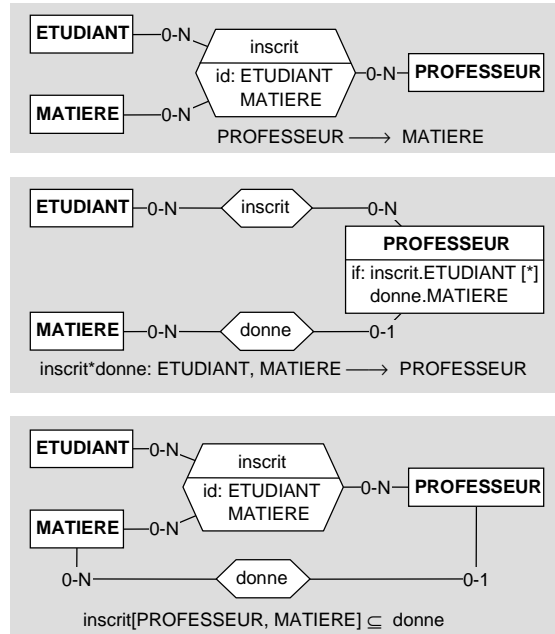 ETUDIANT 0-N inscrit
id: ETUDIANT 0-N PROFESSEUR
MATIERE 0-N MATIERE
PROFESSEUR ⟶ MATIERE
ETUDIANT 0-N inscrit 0-N
PROFESSEUR
if: inscrit.ETUDIANT [*]
donne.MATIERE
MATIERE 0-N donne 0-1
inscrit*donne: ETUDIANT, MATIERE ⟶ PROFESSEUR
ETUDIANT 0-N inscrit
id: ETUDIANT 0-N PROFESSEUR
MATIERE 0-N MATIERE
0-N donne 0-1
inscrit[PROFESSEUR, MATIERE] ⊆ donne